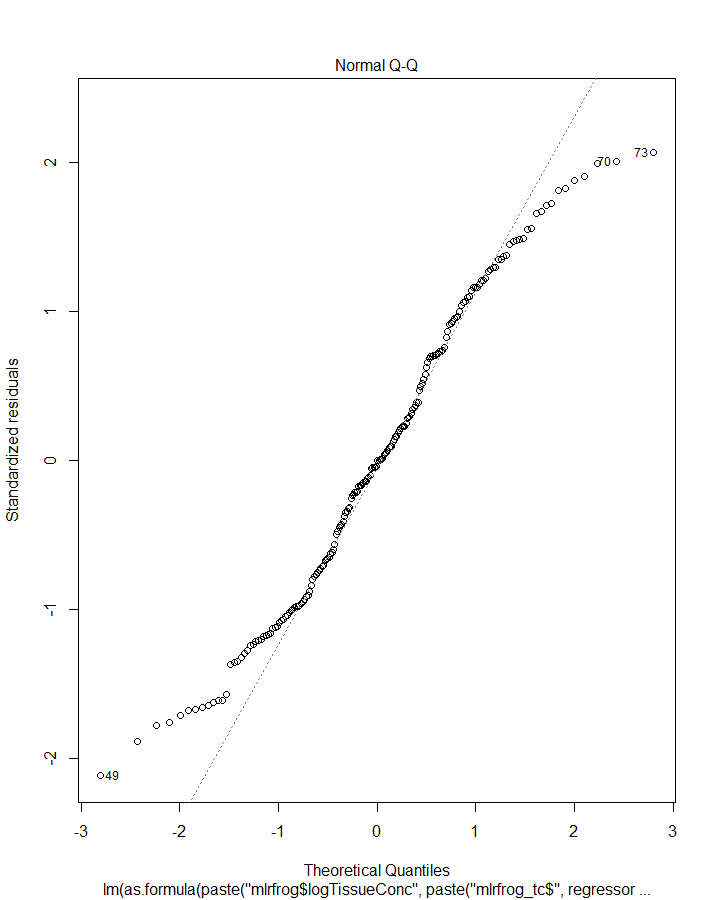 Normal Q-Q
Standardized residuals
2
1
0
-1
-2
70
73
49
-3 -2 -1 0 1 2 3
Theoretical Quantiles
lm(as.formula(paste("mlrfrog$logTissueConc", paste("mlrfrog_tc$", regressor ...